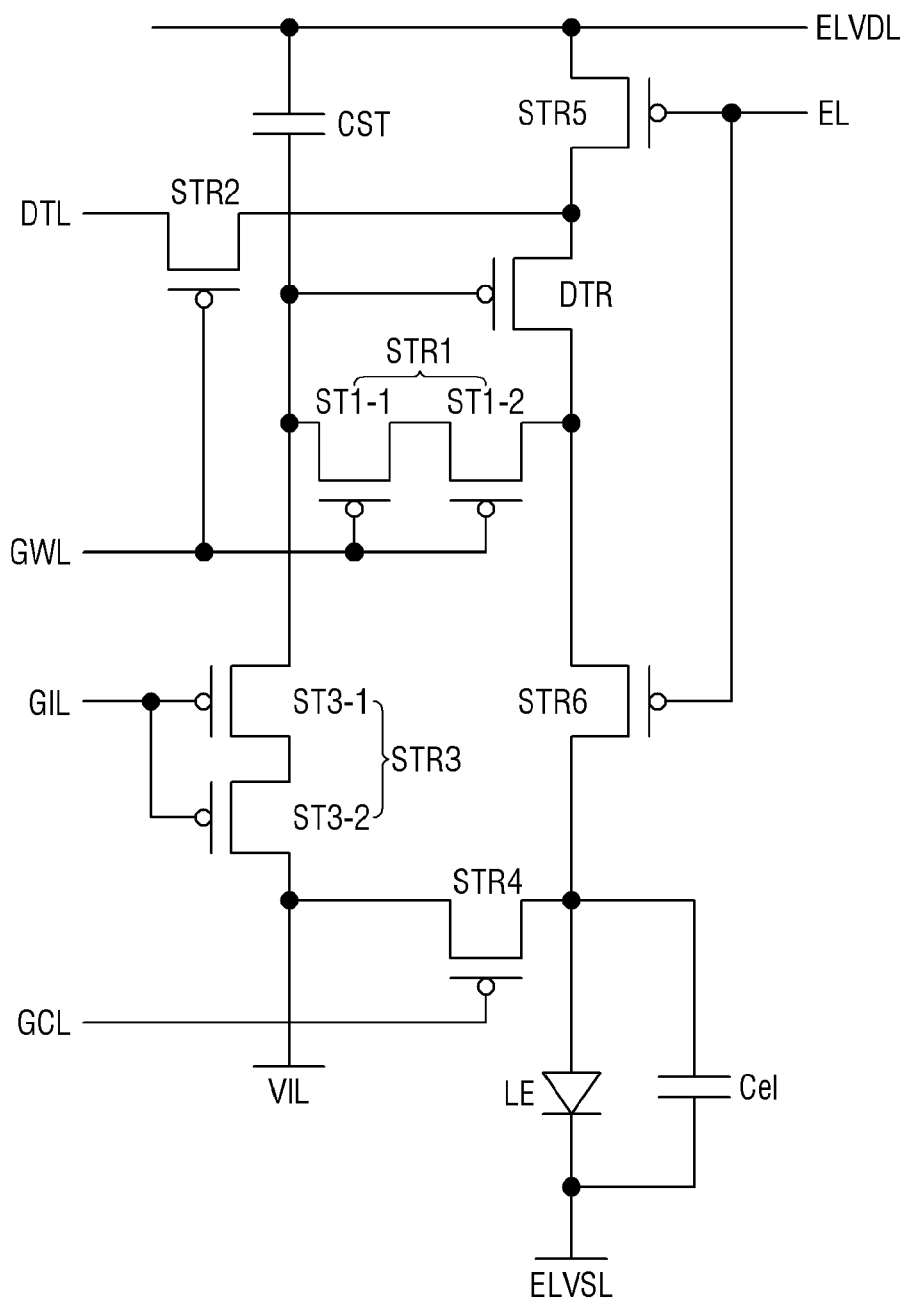 ELVDL
STR5
EL
CST
STR2
DTL
DTR
STR1
ST1-1
ST1-2
GWL
GIL
ST3-1
STR6
STR3
ST3-2
STR4
GCL
VIL
LE
Cel
ELVSL